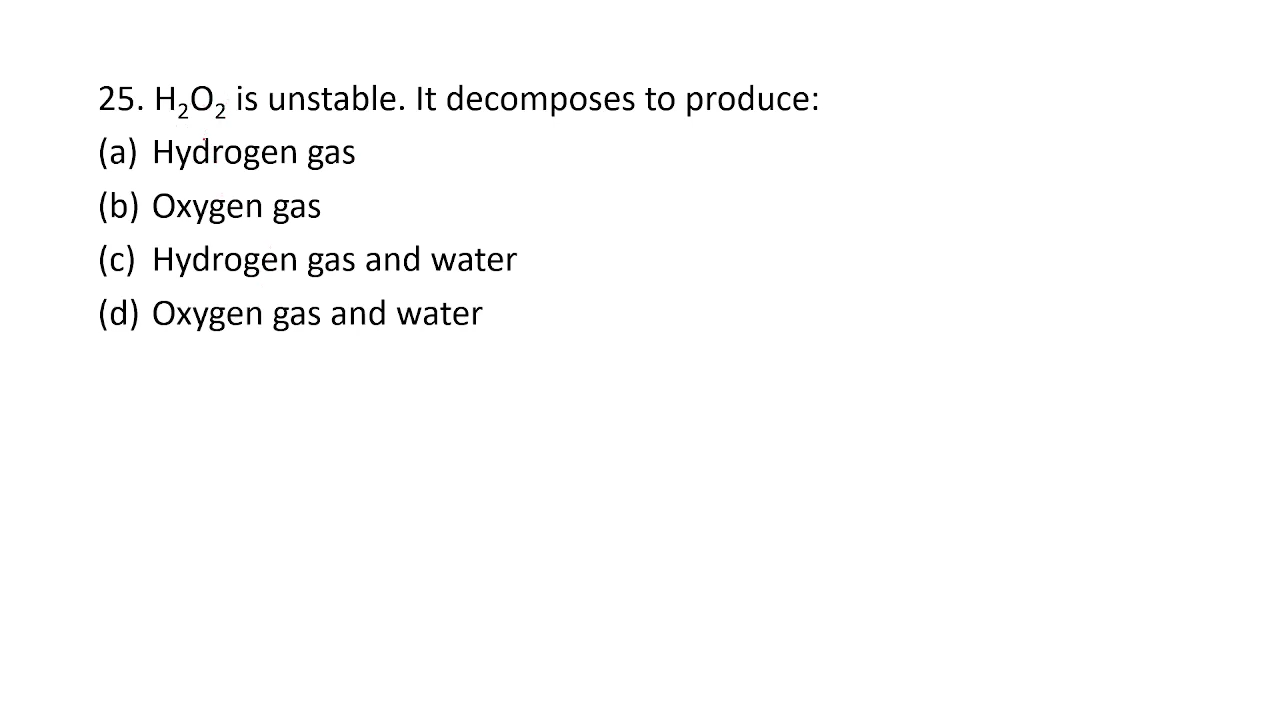 25. H₂O₂ is unstable. It decomposes to produce:
(a) Hydrogen gas
(b) Oxygen gas
(c) Hydrogen gas and water
(d) Oxygen gas and water